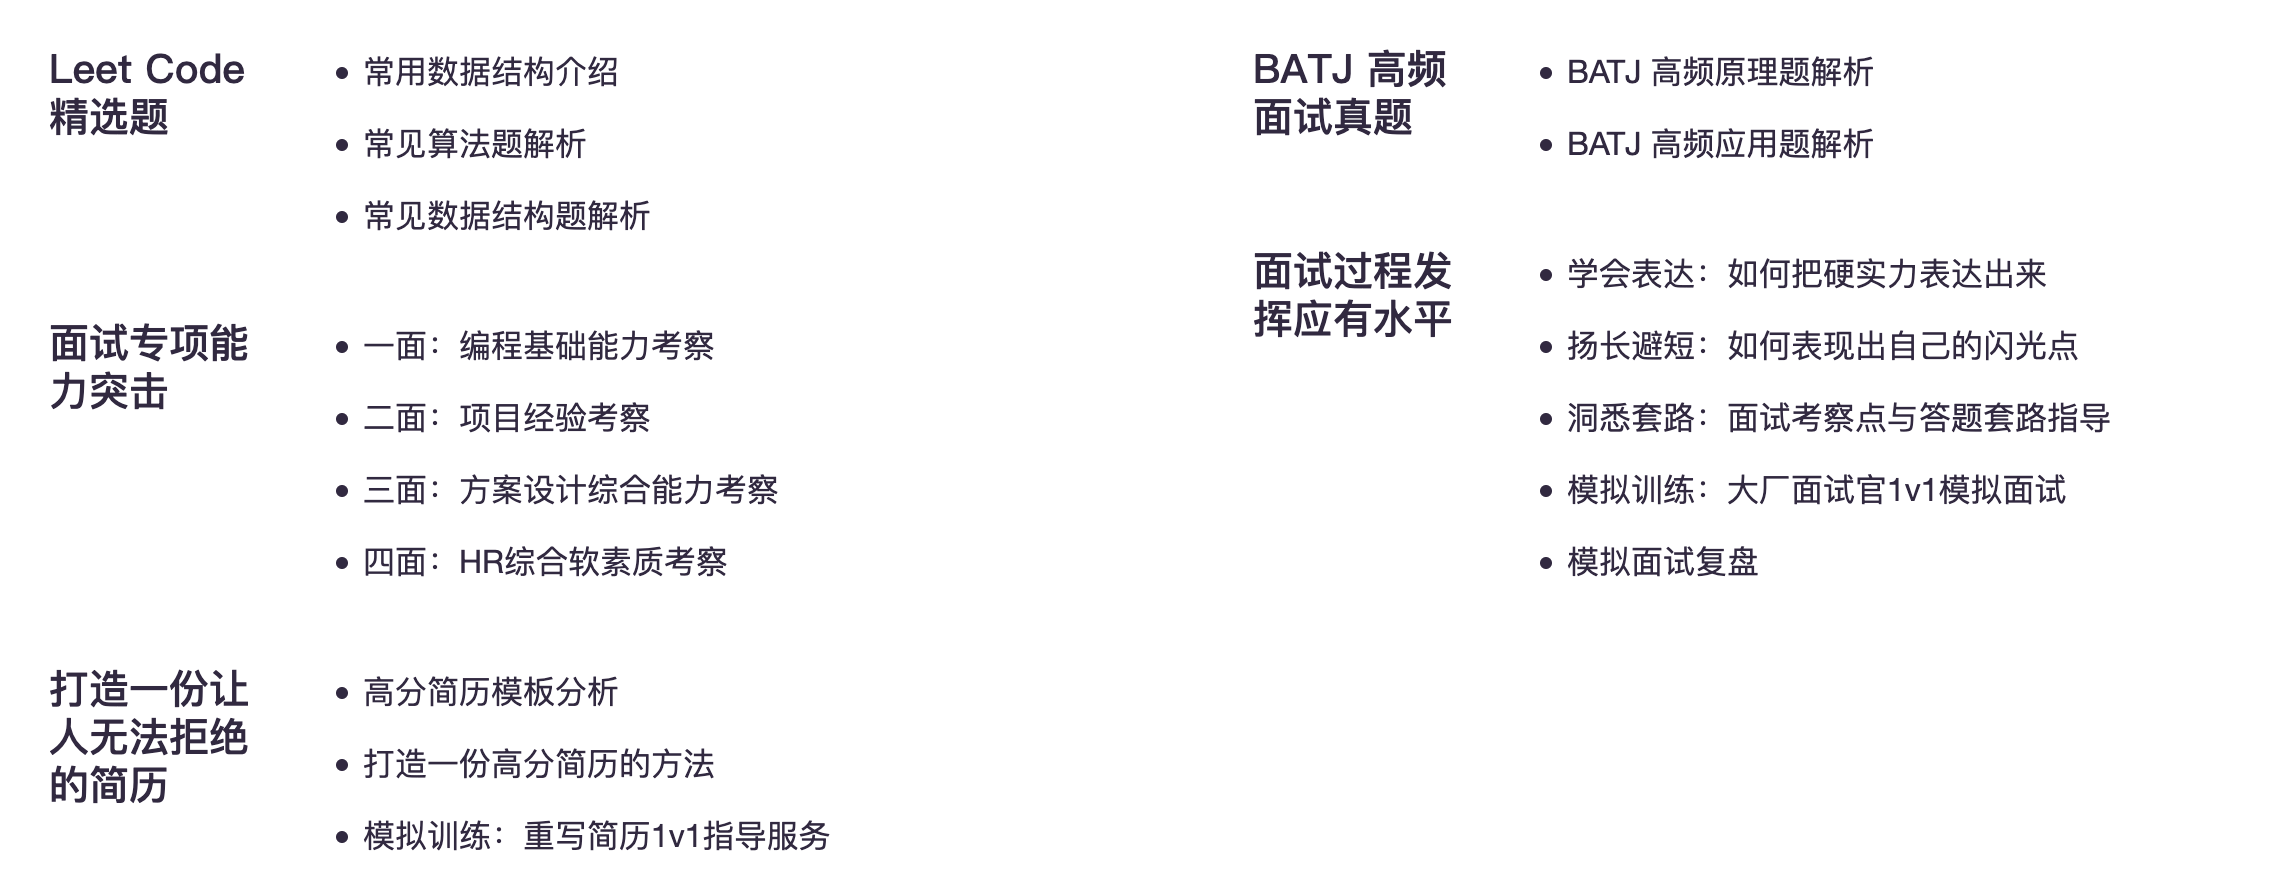 Leet Code
精选题
常用数据结构介绍
常见算法题解析
常见数据结构题解析
面试专项能
力突击
一面：编程基础能力考察
二面：项目经验考察
三面：方案设计综合能力考察
四面：HR综合软素质考察
打造一份让
人无法拒绝
的简历
高分简历模板分析
打造一份高分简历的方法
模拟训练：重写简历1v1指导服务
BATJ 高频
面试真题
BATJ 高频原理题解析
BATJ 高频应用题解析
面试过程发
挥应有水平
学会表达：如何把硬实力表达出来
扬长避短：如何表现出自己的闪光点
洞悉套路：面试考察点与答题套路指导
模拟训练：大厂面试官1v1模拟面试
模拟面试复盘